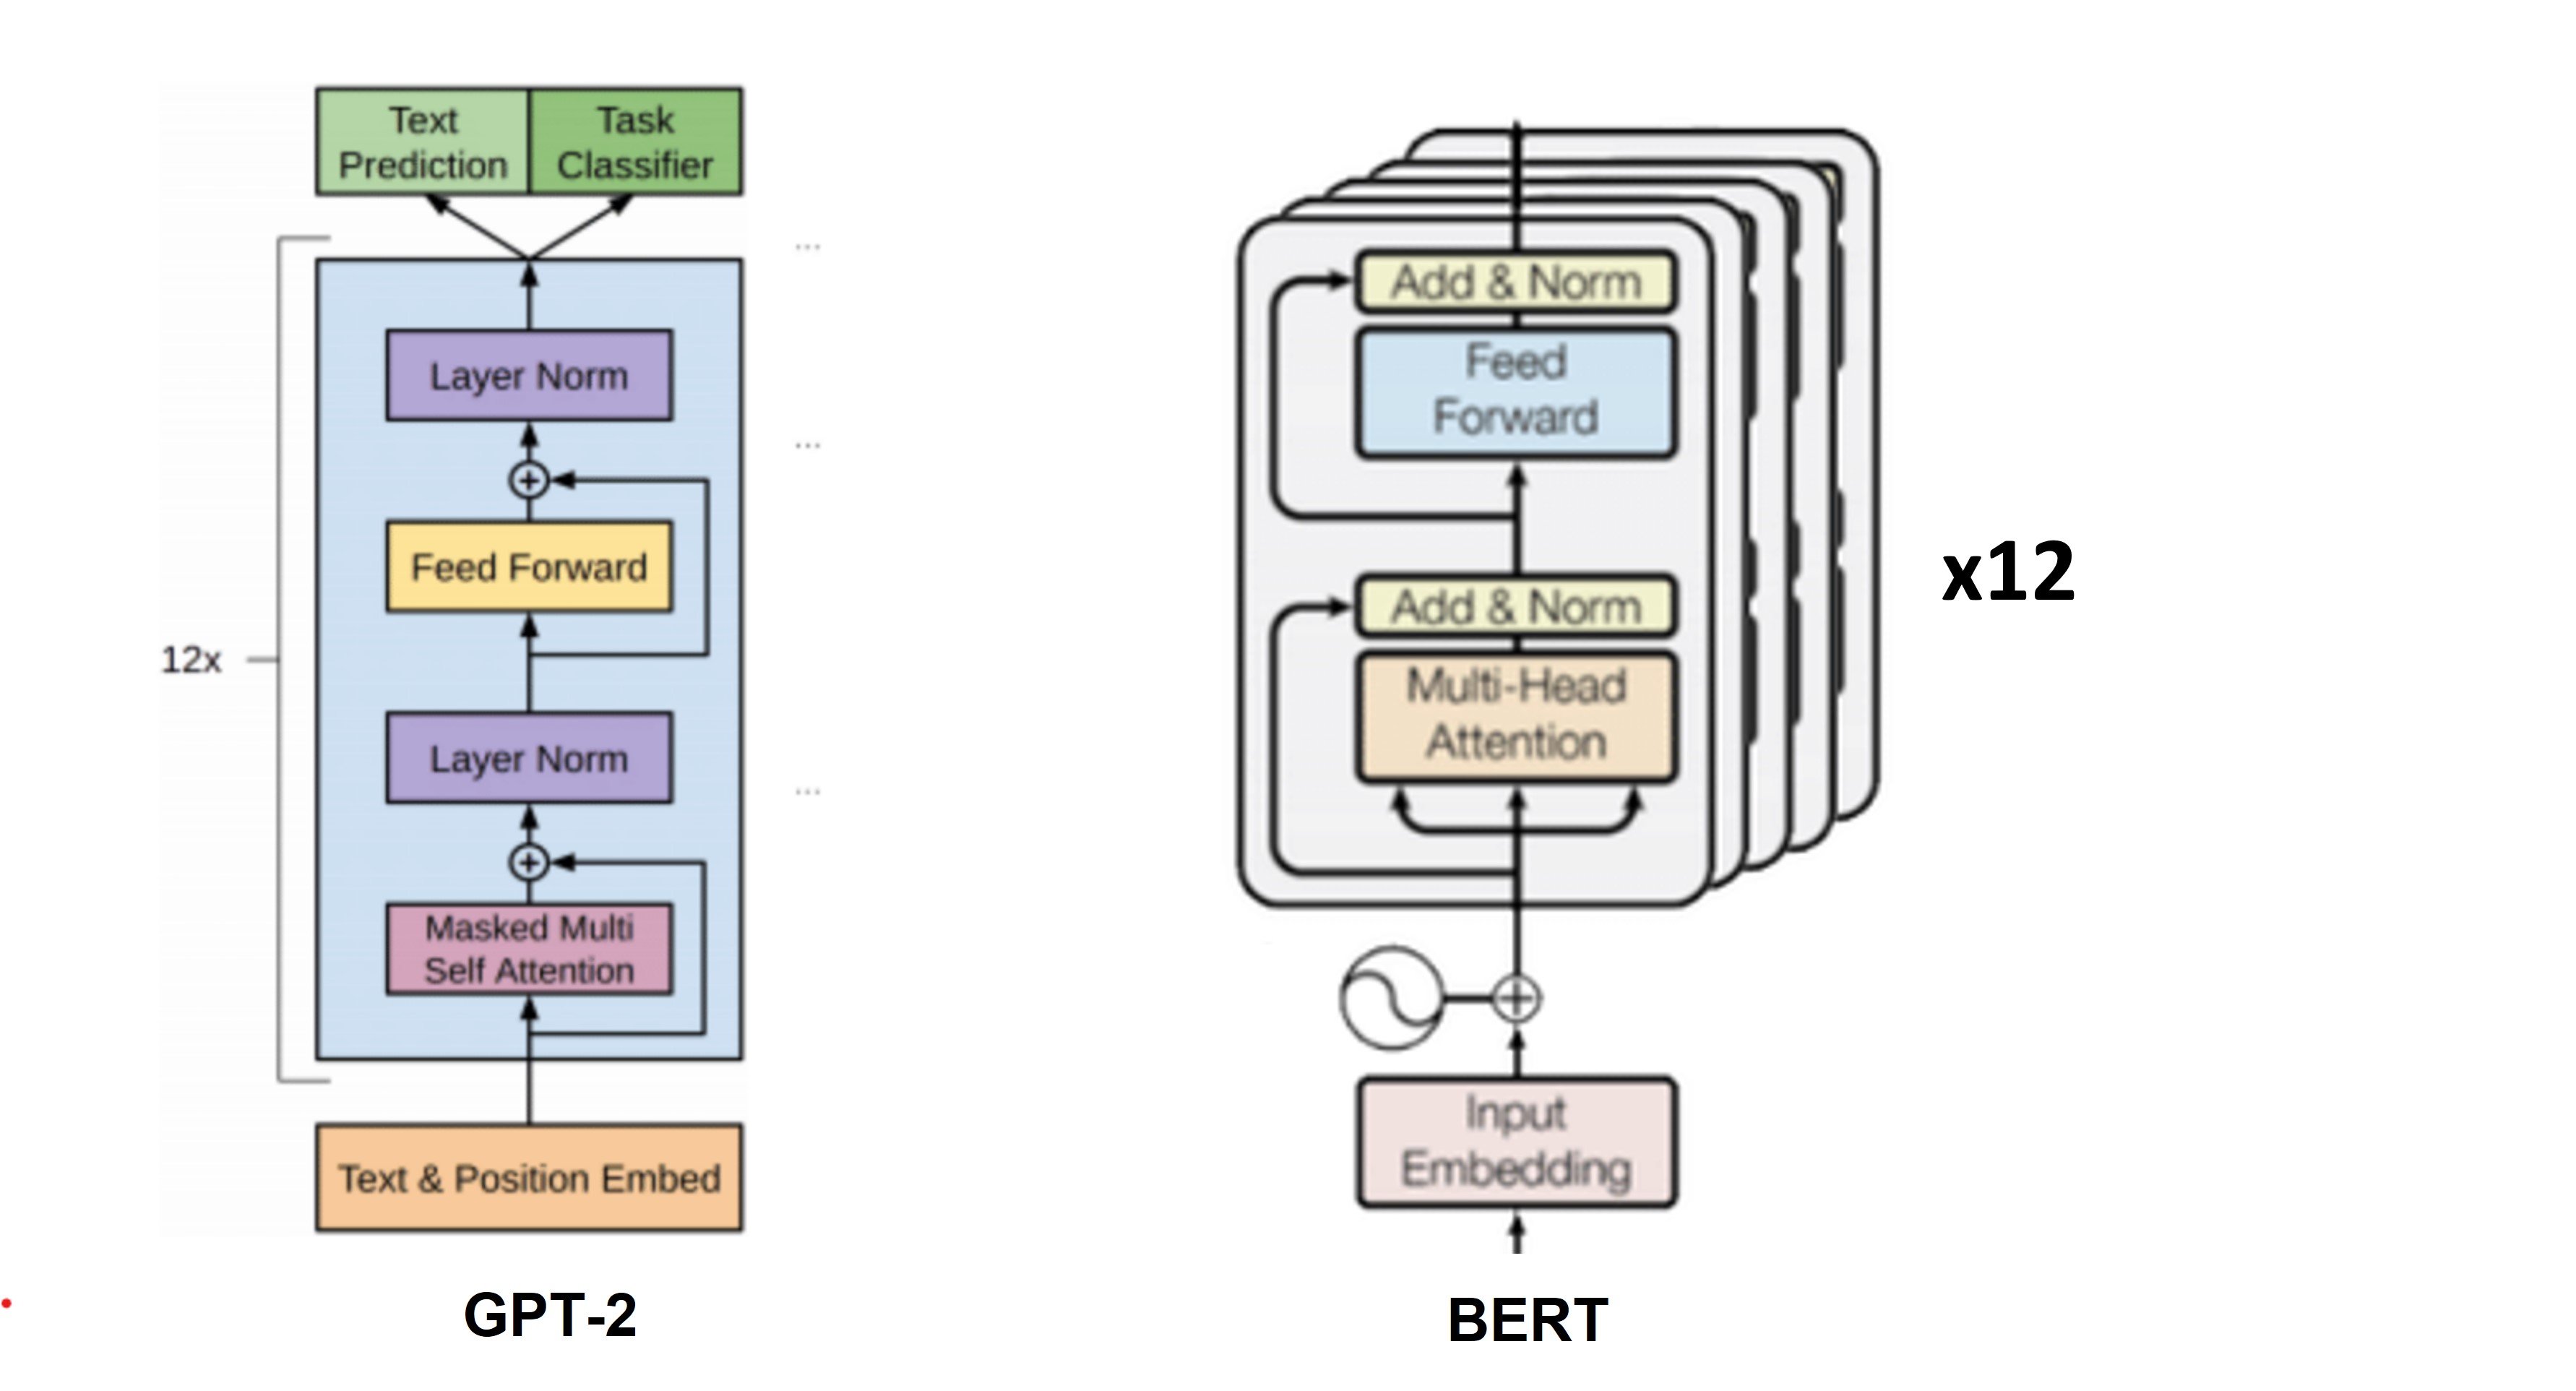 Text
Prediction
Task
Classifier
...
Layer Norm
...
Feed Forward
12x
Layer Norm
...
Masked Multi
Self Attention
Text & Position Embed
GPT-2
Add & Norm
Feed
Forward
x12
Add & Norm
Multi-Head
Attention
Input
Embedding
BERT